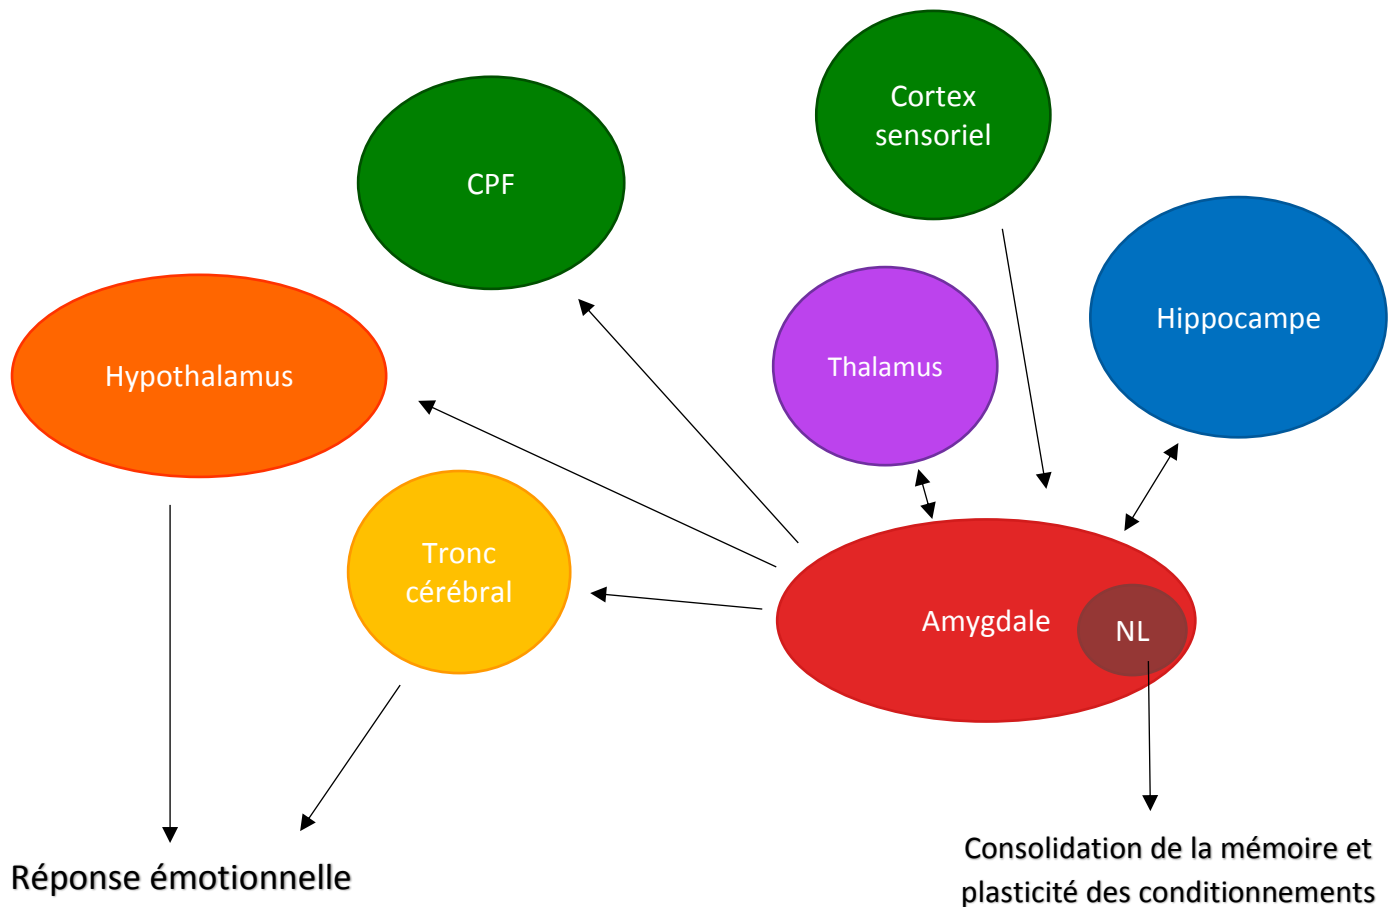 Cortex
sensoriel
CPF
Hippocampe
Thalamus
Hypothalamus
Tronc
cérébral
Amygdale
NL
Réponse émotionnelle
Consolidation de la mémoire et
plasticité des conditionnements